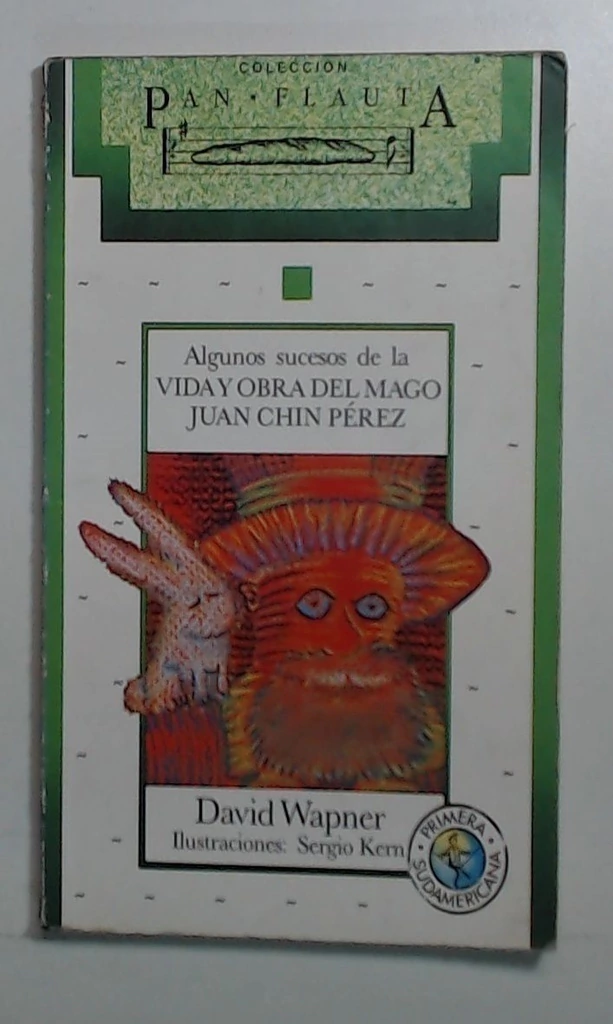 COLECCION
PAN · FLAUTA
Algunos sucesos de la
VIDA Y OBRA DEL MAGO
JUAN CHIN PÉREZ
David Wapner
Ilustraciones: Sergio Kern
· PRIMERA ·
SUDAMERICANA